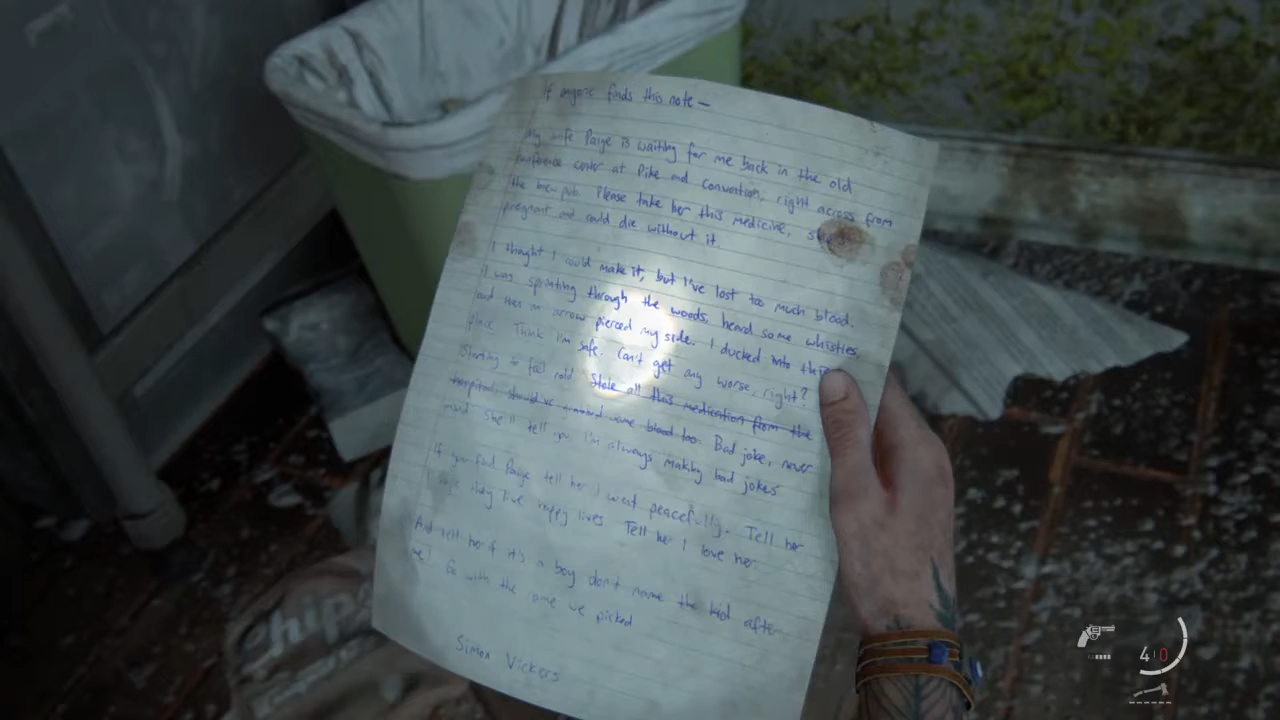 If anyone finds this note —
My wife Paige is waiting for me back in the old
conference center at Pike and Convention, right across from
the brew pub. Please take her this medicine, she
pregnant and could die without it.
I thought I could make it, but I've lost too much blood.
I was sprinting through the woods, heard some whistles,
and then an arrow pierced my side. I ducked into this
place. Think I'm safe. Can't get any worse, right?
Starting to feel cold. Stole all this medication from the
hospital, should've grabbed some blood too. Bad joke, never
mind. She'll tell you I'm always making bad jokes
If you find Paige tell her I went peacefully. Tell her
I hope they live happy lives. Tell her I love her.
And tell her if it's a boy don't name the kid after
me! Go with the name we picked
Simon Vickers
Chips
4 0